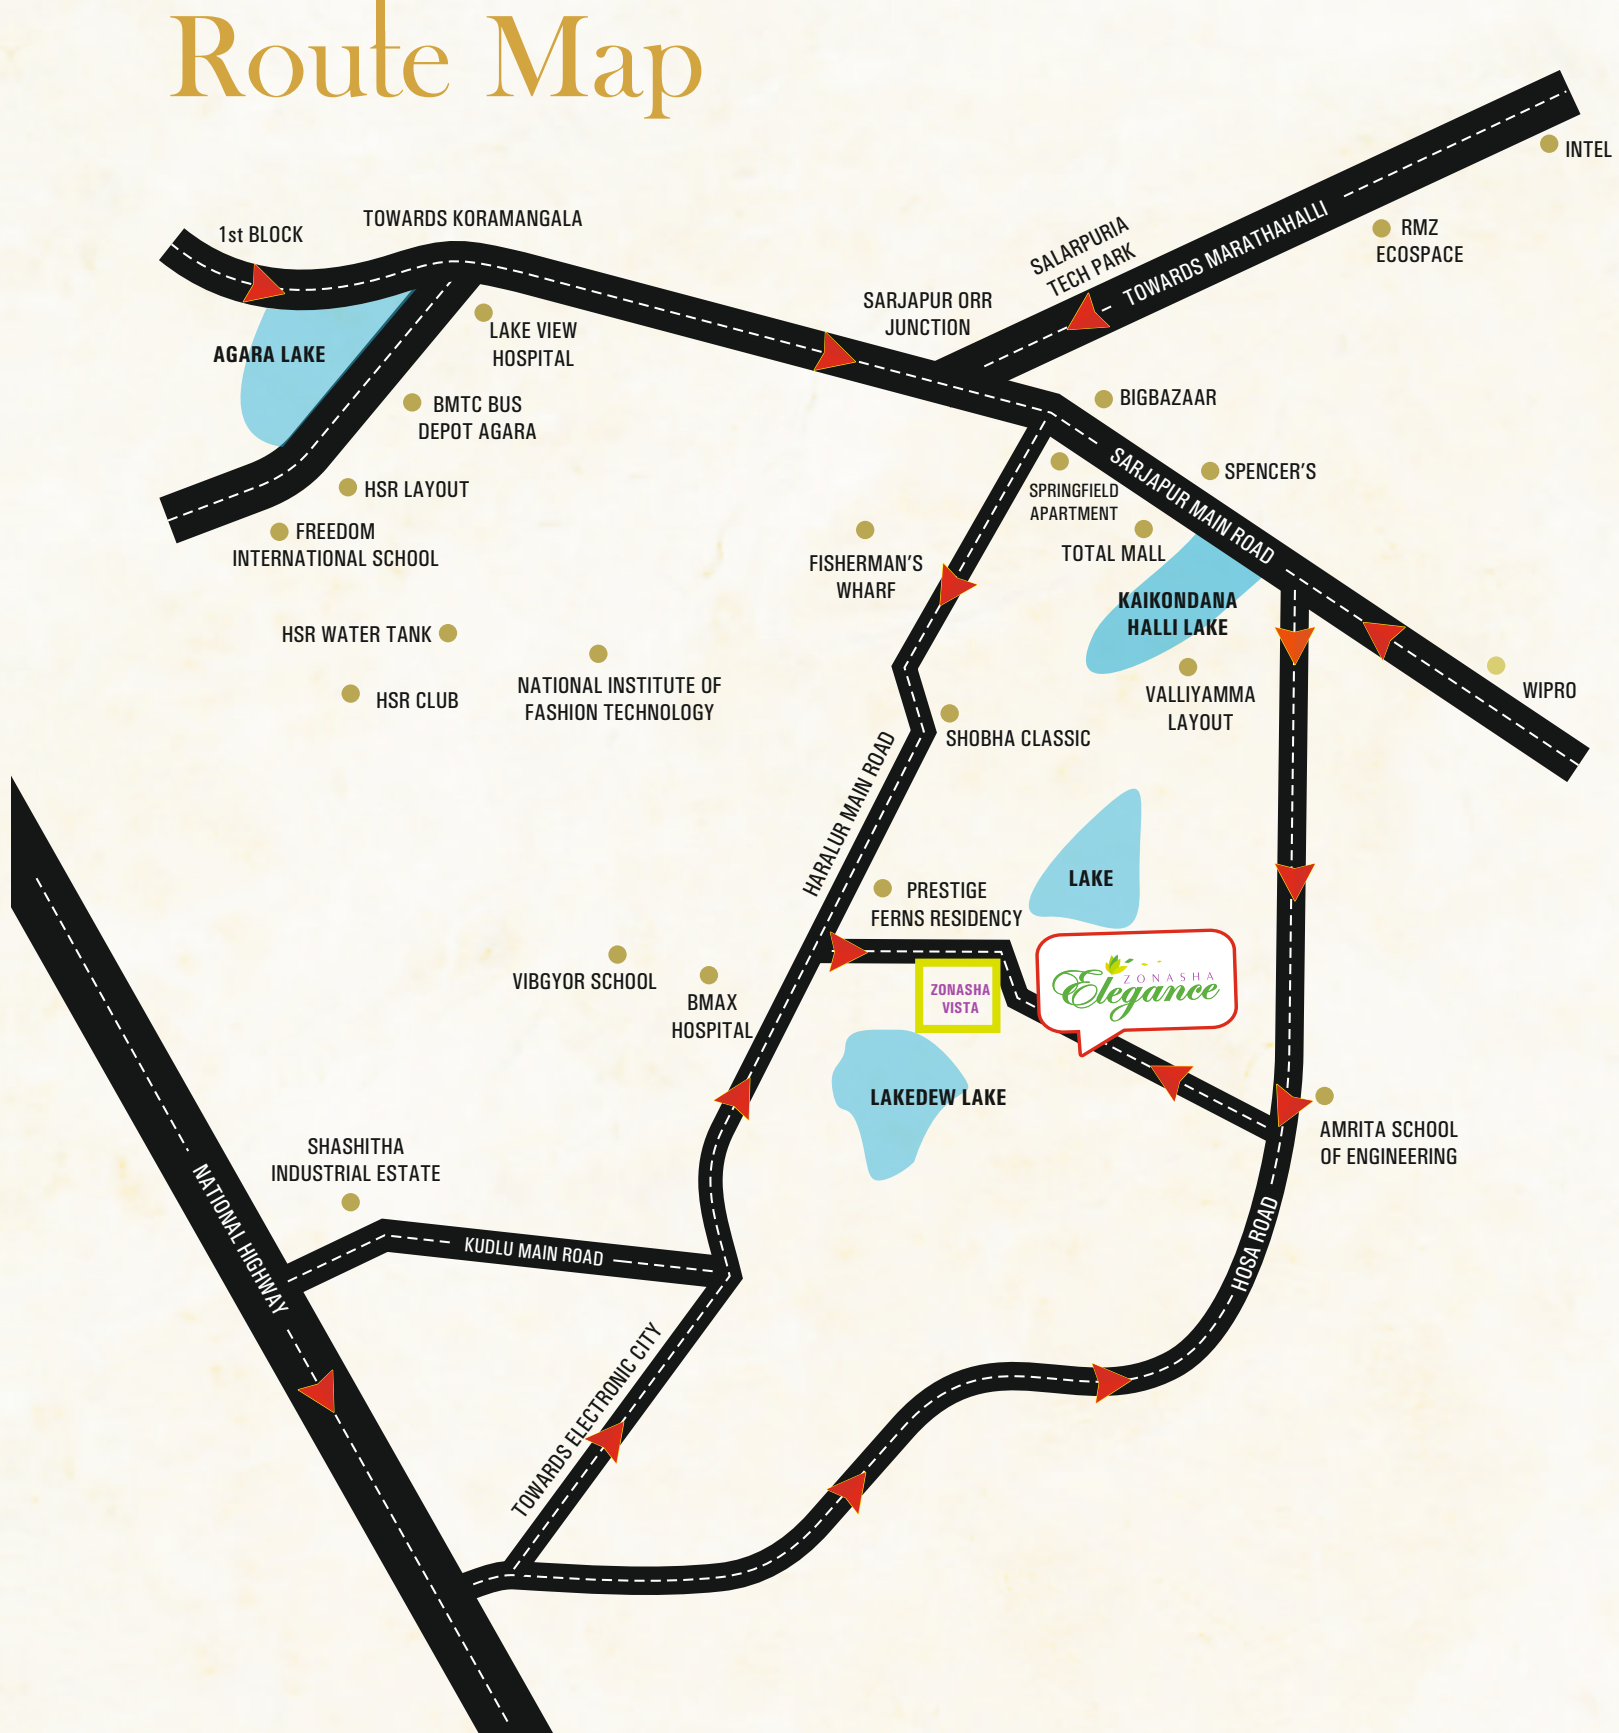 Route Map
INTEL
1st BLOCK
TOWARDS KORAMANGALA
SALARPURIA
TECH PARK
TOWARDS MARATHAHALLI
RMZ
ECOSPACE
SARJAPUR ORR
JUNCTION
LAKE VIEW
HOSPITAL
AGARA LAKE
BMTC BUS
DEPOT AGARA
BIGBAZAAR
HSR LAYOUT
SARJAPUR MAIN ROAD
SPENCER'S
SPRINGFIELD
APARTMENT
FREEDOM
INTERNATIONAL SCHOOL
FISHERMAN'S
WHARF
TOTAL MALL
KAIKONDANA
HALLI LAKE
HSR WATER TANK
HSR CLUB
NATIONAL INSTITUTE OF
FASHION TECHNOLOGY
VALLIYAMMA
LAYOUT
WIPRO
SHOBHA CLASSIC
HARALUR MAIN ROAD
LAKE
PRESTIGE
FERNS RESIDENCY
VIBGYOR SCHOOL
BMAX
HOSPITAL
ZONASHA
VISTA
ZONASHA
Elegance
LAKEDEW LAKE
AMRITA SCHOOL
OF ENGINEERING
SHASHITHA
INDUSTRIAL ESTATE
NATIONAL HIGHWAY
KUDLU MAIN ROAD
HOSA ROAD
TOWARDS ELECTRONIC CITY